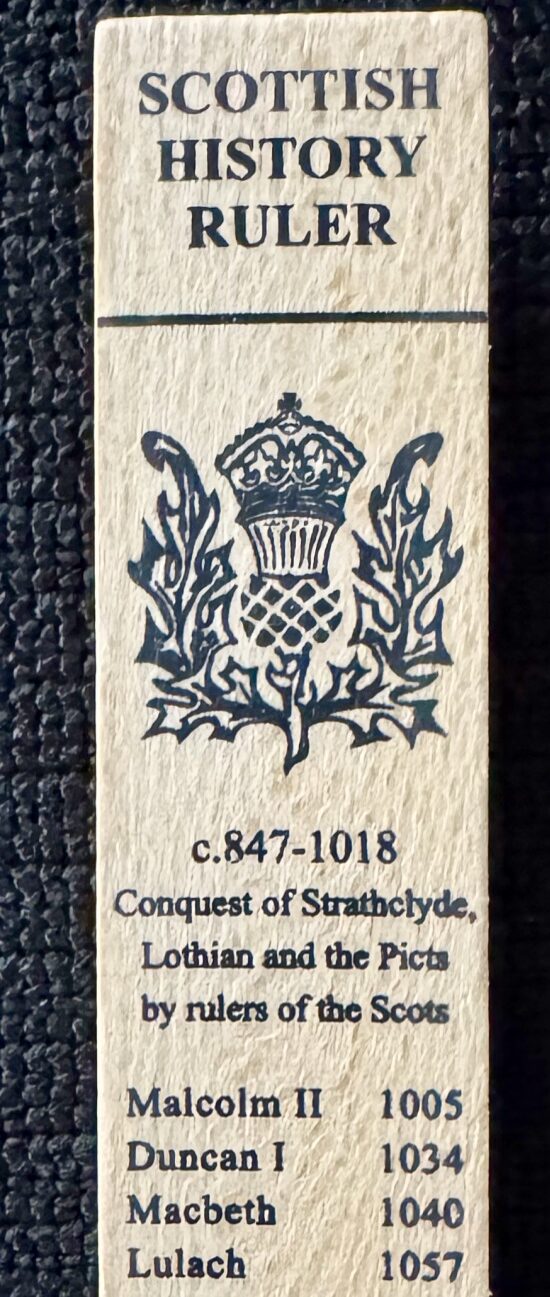 SCOTTISH
HISTORY
RULER
c.847-1018
Conquest of Strathclyde,
Lothian and the Picts
by rulers of the Scots
Malcolm II 1005
Duncan I 1034
Macbeth 1040
Lulach 1057